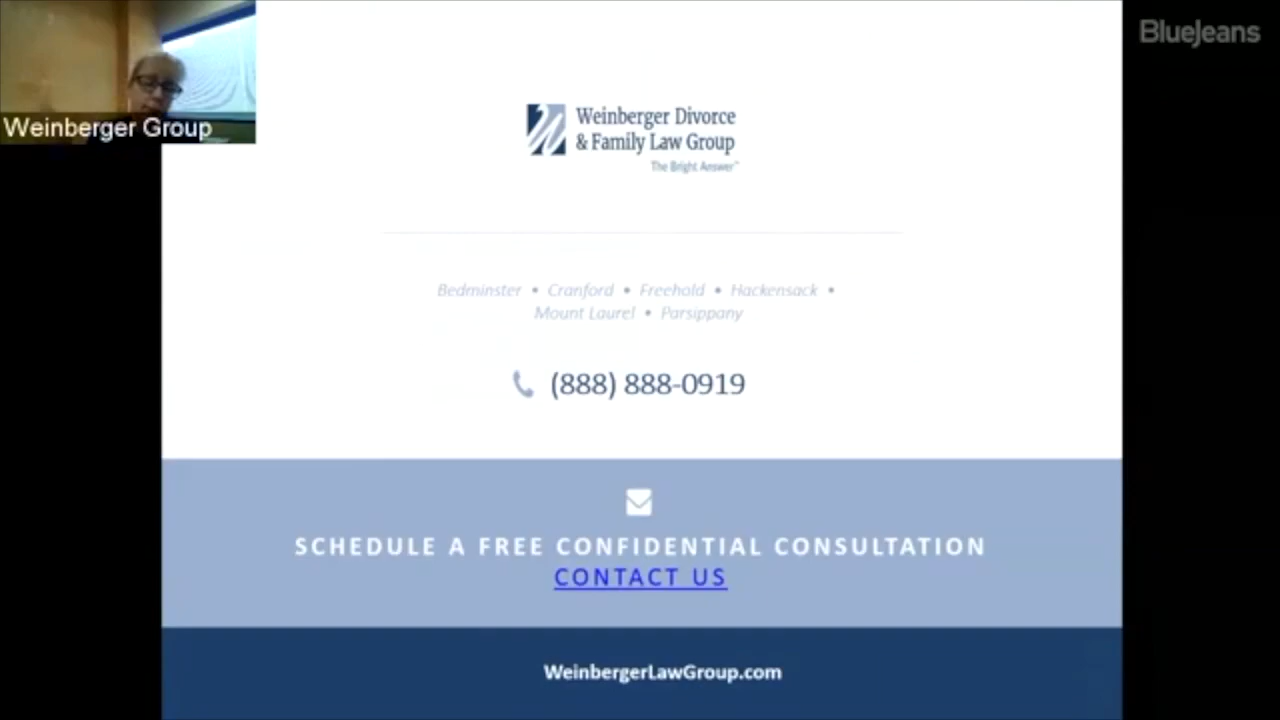 BlueJeans
Weinberger Group
Weinberger Divorce
& Family Law Group
The Bright Answer™
Bedminster • Cranford • Freehold • Hackensack •
Mount Laurel • Parsippany
(888) 888-0919
SCHEDULE A FREE CONFIDENTIAL CONSULTATION
CONTACT US
WeinbergerLawGroup.com